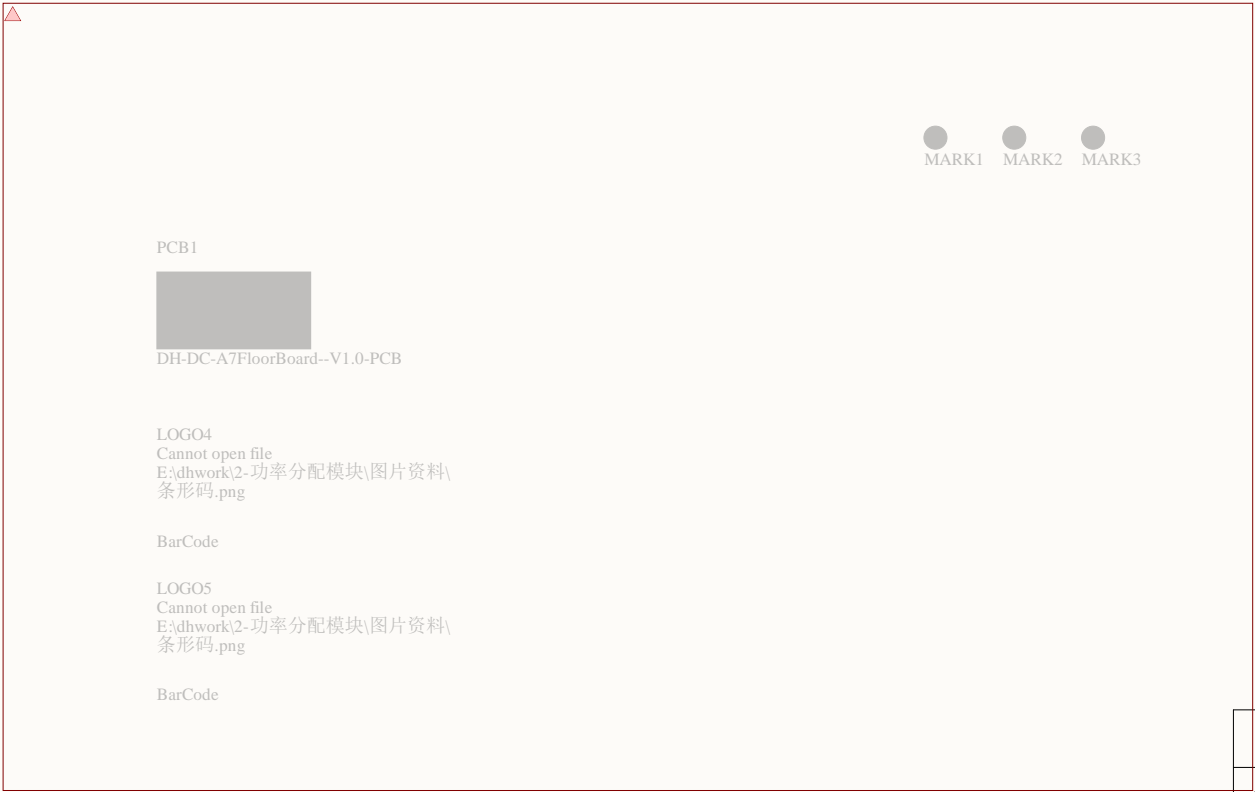 MARK1 MARK2 MARK3
PCB1
DH-DC-A7FloorBoard--V1.0-PCB
LOGO4
Cannot open file
E:\dhwork\2-功率分配模块\图片资料\
条形码.png
BarCode
LOGO5
Cannot open file
E:\dhwork\2-功率分配模块\图片资料\
条形码.png
BarCode